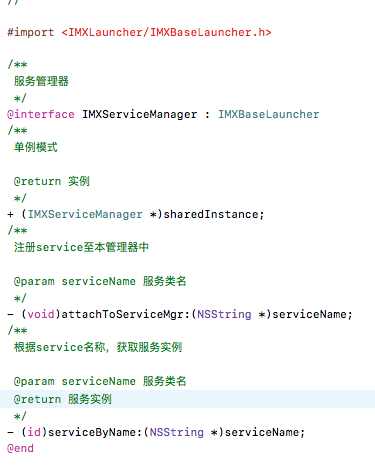 //
#import <IMXLauncher/IMXBaseLauncher.h>
/**
服务管理器
*/
@interface IMXServiceManager : IMXBaseLauncher
/**
单例模式
@return 实例
*/
+ (IMXServiceManager *)sharedInstance;
/**
注册service至本管理器中
@param serviceName 服务类名
*/
- (void)attachToServiceMgr:(NSString *)serviceName;
/**
根据service名称，获取服务实例
@param serviceName 服务类名
@return 服务实例
*/
- (id)serviceByName:(NSString *)serviceName;
@end